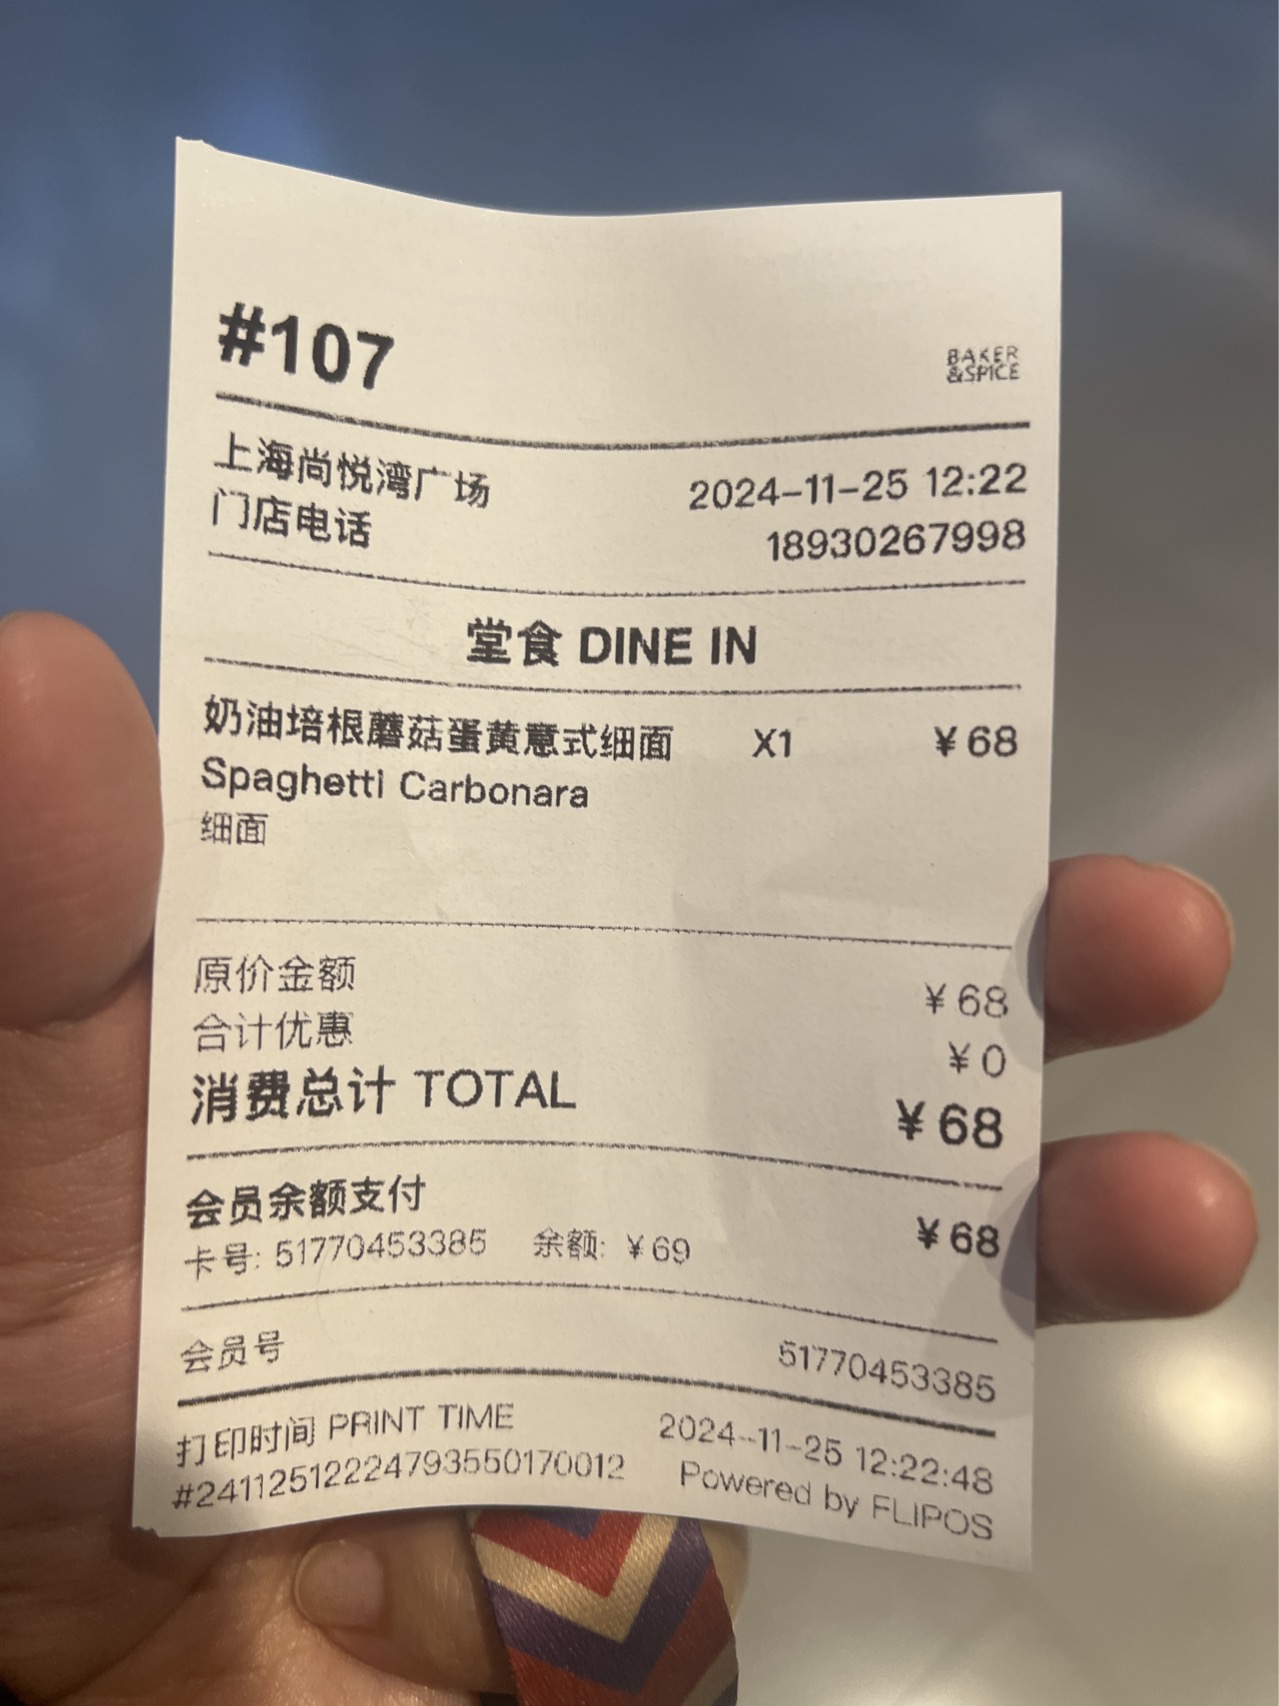 #107
BAKER
&SPICE
上海尚悦湾广场 2024-11-25 12:22
门店电话 18930267998
堂食 DINE IN
奶油培根蘑菇蛋黄意式细面 X1 ¥68
Spaghetti Carbonara
细面
原价金额 ¥68
合计优惠 ¥0
消费总计 TOTAL ¥68
会员余额支付 ¥68
卡号: 51770453385 余额: ¥69
会员号 51770453385
打印时间 PRINT TIME 2024-11-25 12:22:48
#24112512224793550170012 Powered by FLIPOS